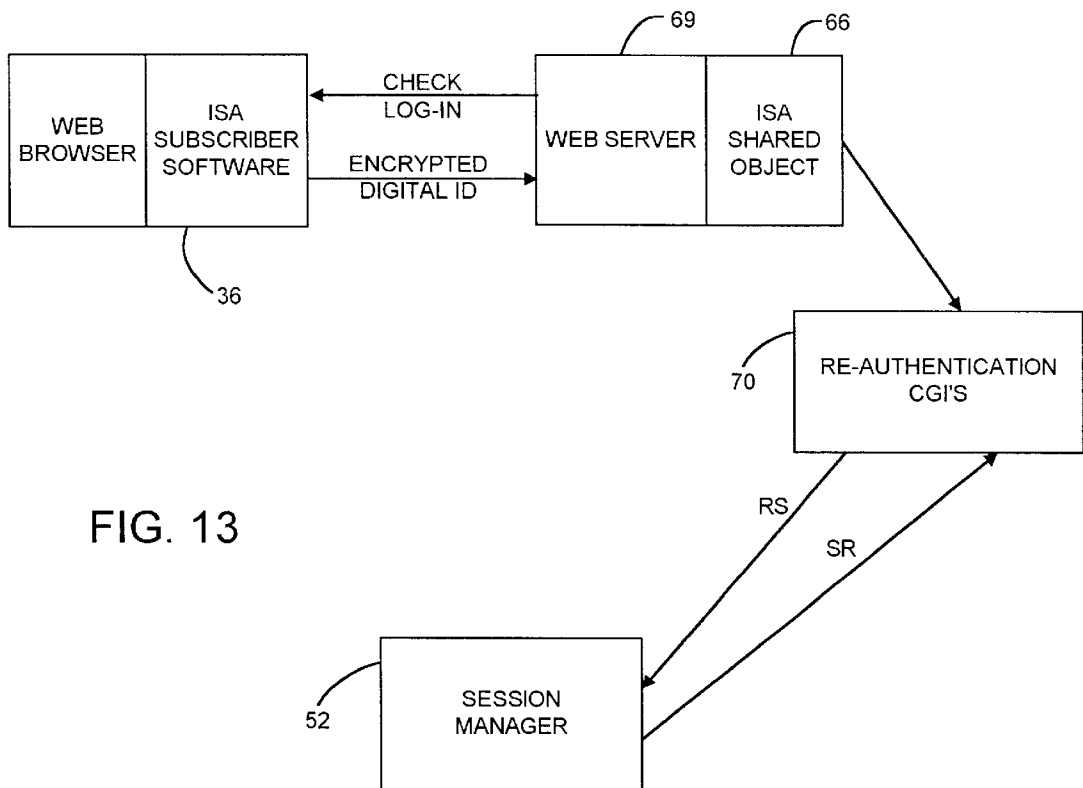 69
66
WEB
BROWSER
ISA
SUBSCRIBER
SOFTWARE
CHECK
LOG-IN
ENCRYPTED
DIGITAL ID
WEB SERVER
ISA
SHARED
OBJECT
36
70
RE-AUTHENTICATION
CGI'S
FIG. 13
RS
SR
52
SESSION
MANAGER